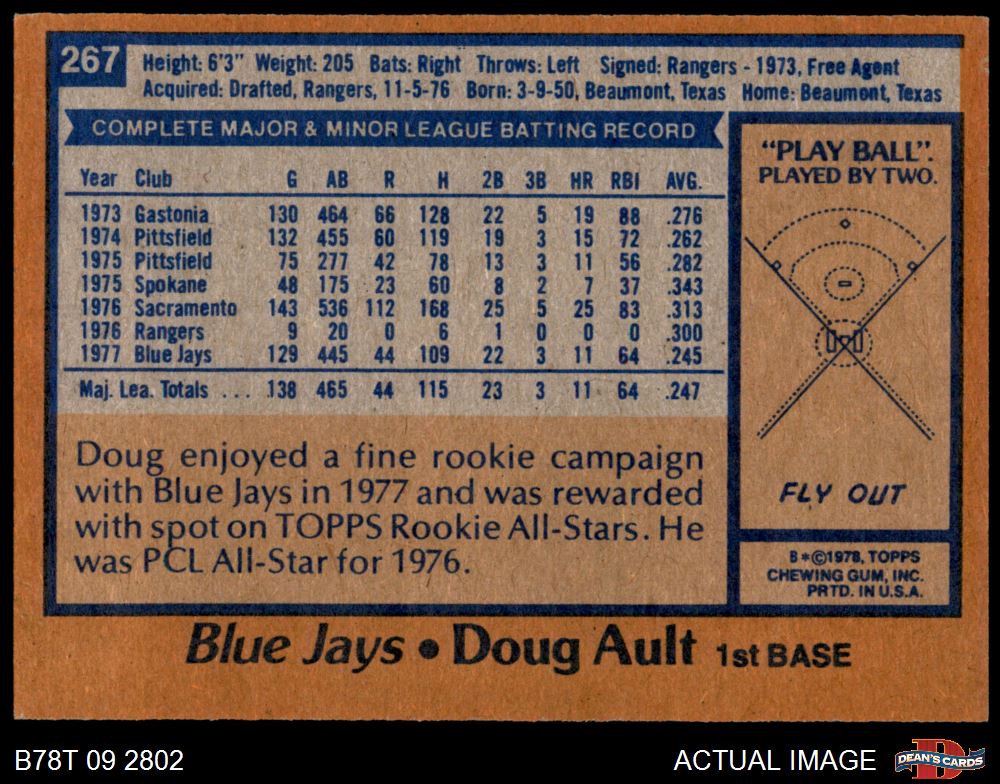 267
Height: 6'3" Weight: 205 Bats: Right Throws: Left Signed: Rangers - 1973, Free Agent
Acquired: Drafted, Rangers, 11-5-76 Born: 3-9-50, Beaumont, Texas Home: Beaumont, Texas
COMPLETE MAJOR & MINOR LEAGUE BATTING RECORD
Year Club G AB R H 2B 3B HR RBI AVG.
1973 Gastonia 130 464 66 128 22 5 19 88 .276
1974 Pittsfield 132 455 60 119 19 3 15 72 .262
1975 Pittsfield 75 277 42 78 13 3 11 56 .282
1975 Spokane 48 175 23 60 8 2 7 37 .343
1976 Sacramento 143 536 112 168 25 5 25 83 .313
1976 Rangers 9 20 0 6 1 0 0 0 .300
1977 Blue Jays 129 445 44 109 22 3 11 64 .245
Maj. Lea. Totals . . . 138 465 44 115 23 3 11 64 .247
Doug enjoyed a fine rookie campaign
with Blue Jays in 1977 and was rewarded
with spot on TOPPS Rookie All-Stars. He
was PCL All-Star for 1976.
"PLAY BALL".
PLAYED BY TWO.
FLY OUT
B*©1978, TOPPS
CHEWING GUM, INC.
PRTD. IN U.S.A.
Blue Jays • Doug Ault 1st BASE
B78T 09 2802
ACTUAL IMAGE
DEAN'S CARDS